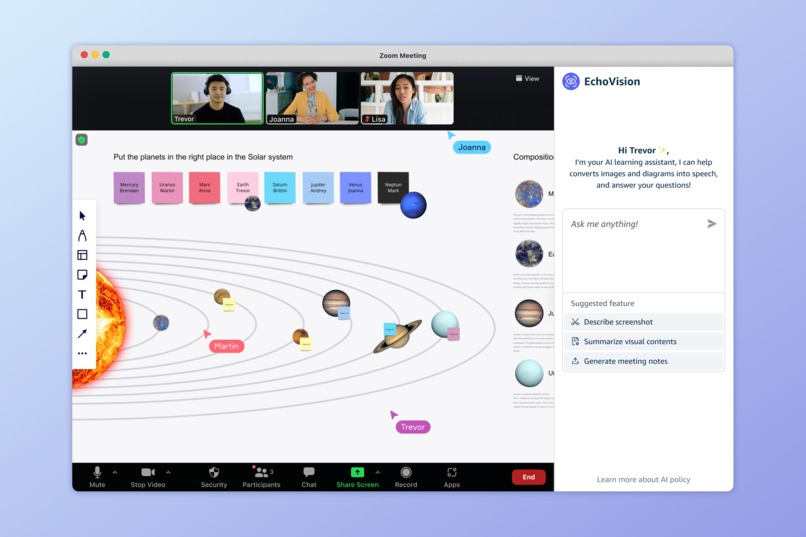 Zoom Meeting
Trevor
Joanna
Lisa
View
EchoVision
Joanna
Put the planets in the right place in the Solar system
Mercury
Brendan
Uranus
Martin
Mars
Anna
Earth
Trevor
Saturn
Brittni
Jupiter
Andrey
Venus
Joanna
Neptun
Mark
Martin
Trevor
Hi Trevor ✨,
I'm your AI learning assistant, I can help
converts images and diagrams into speech,
and answer your questions!
Ask me anything!
Suggested feature
Describe screenshot
Summarize visual contents
Generate meeting notes
Learn more about AI policy
T
Mute
Stop Video
Security
3
Participants
Chat
Share Screen
Record
Apps
End